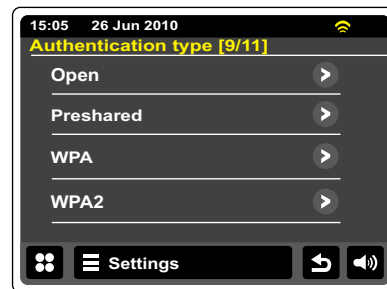 15:05 26 Jun 2010
Authentication type [9/11]
Open
Preshared
WPA
WPA2
Settings